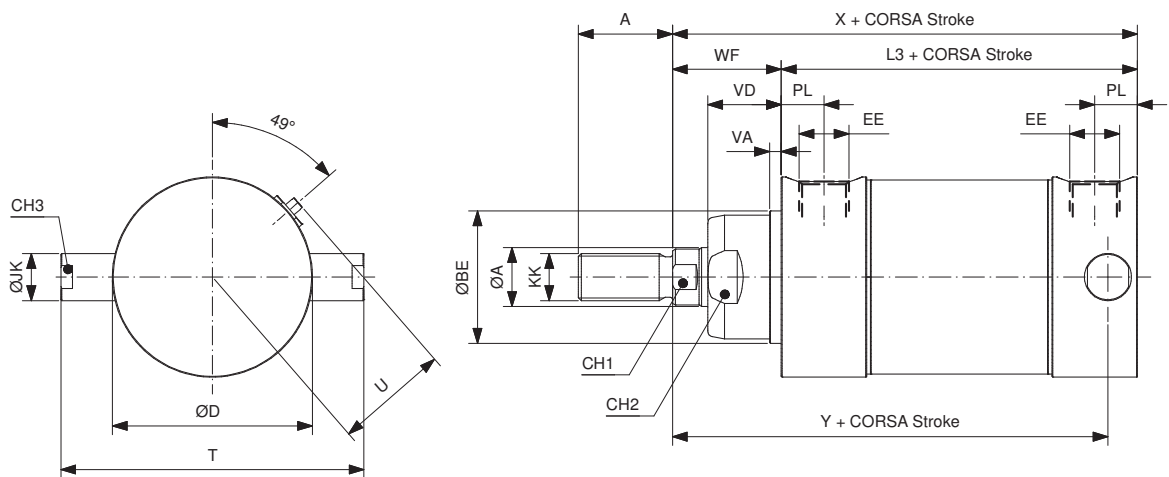 A
X + CORSA Stroke
WF
L3 + CORSA Stroke
VD
PL
PL
EE
EE
VA
49°
CH3
ØJK
ØBE
ØA
KK
CH1
CH2
U
ØD
T
Y + CORSA Stroke